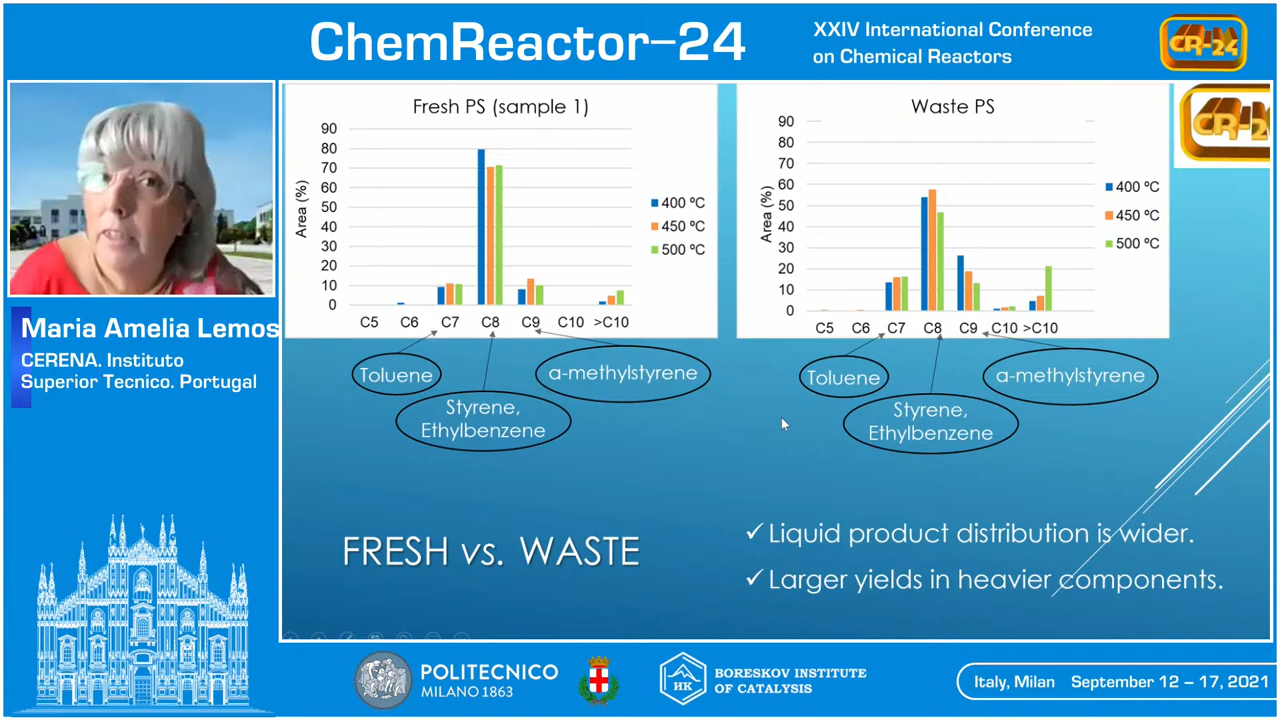 ChemReactor-24
XXIV International Conference
on Chemical Reactors
CR-24
Maria Amelia Lemos
CERENA. Instituto
Superior Tecnico. Portugal
Fresh PS (sample 1)
Area (%)
90
80
70
60
50
40
30
20
10
0
C5 C6 C7 C8 C9 C10 >C10
400 ºC
450 ºC
500 ºC
Toluene
Styrene,
Ethylbenzene
α-methylstyrene
Waste PS
Area (%)
90
80
70
60
50
40
30
20
10
0
C5 C6 C7 C8 C9 C10 >C10
400 ºC
450 ºC
500 ºC
Toluene
Styrene,
Ethylbenzene
α-methylstyrene
FRESH vs. WASTE
✓ Liquid product distribution is wider.
✓ Larger yields in heavier components.
POLITECNICO
MILANO 1863
НК
BORESKOV INSTITUTE
OF CATALYSIS
Italy, Milan September 12 – 17, 2021